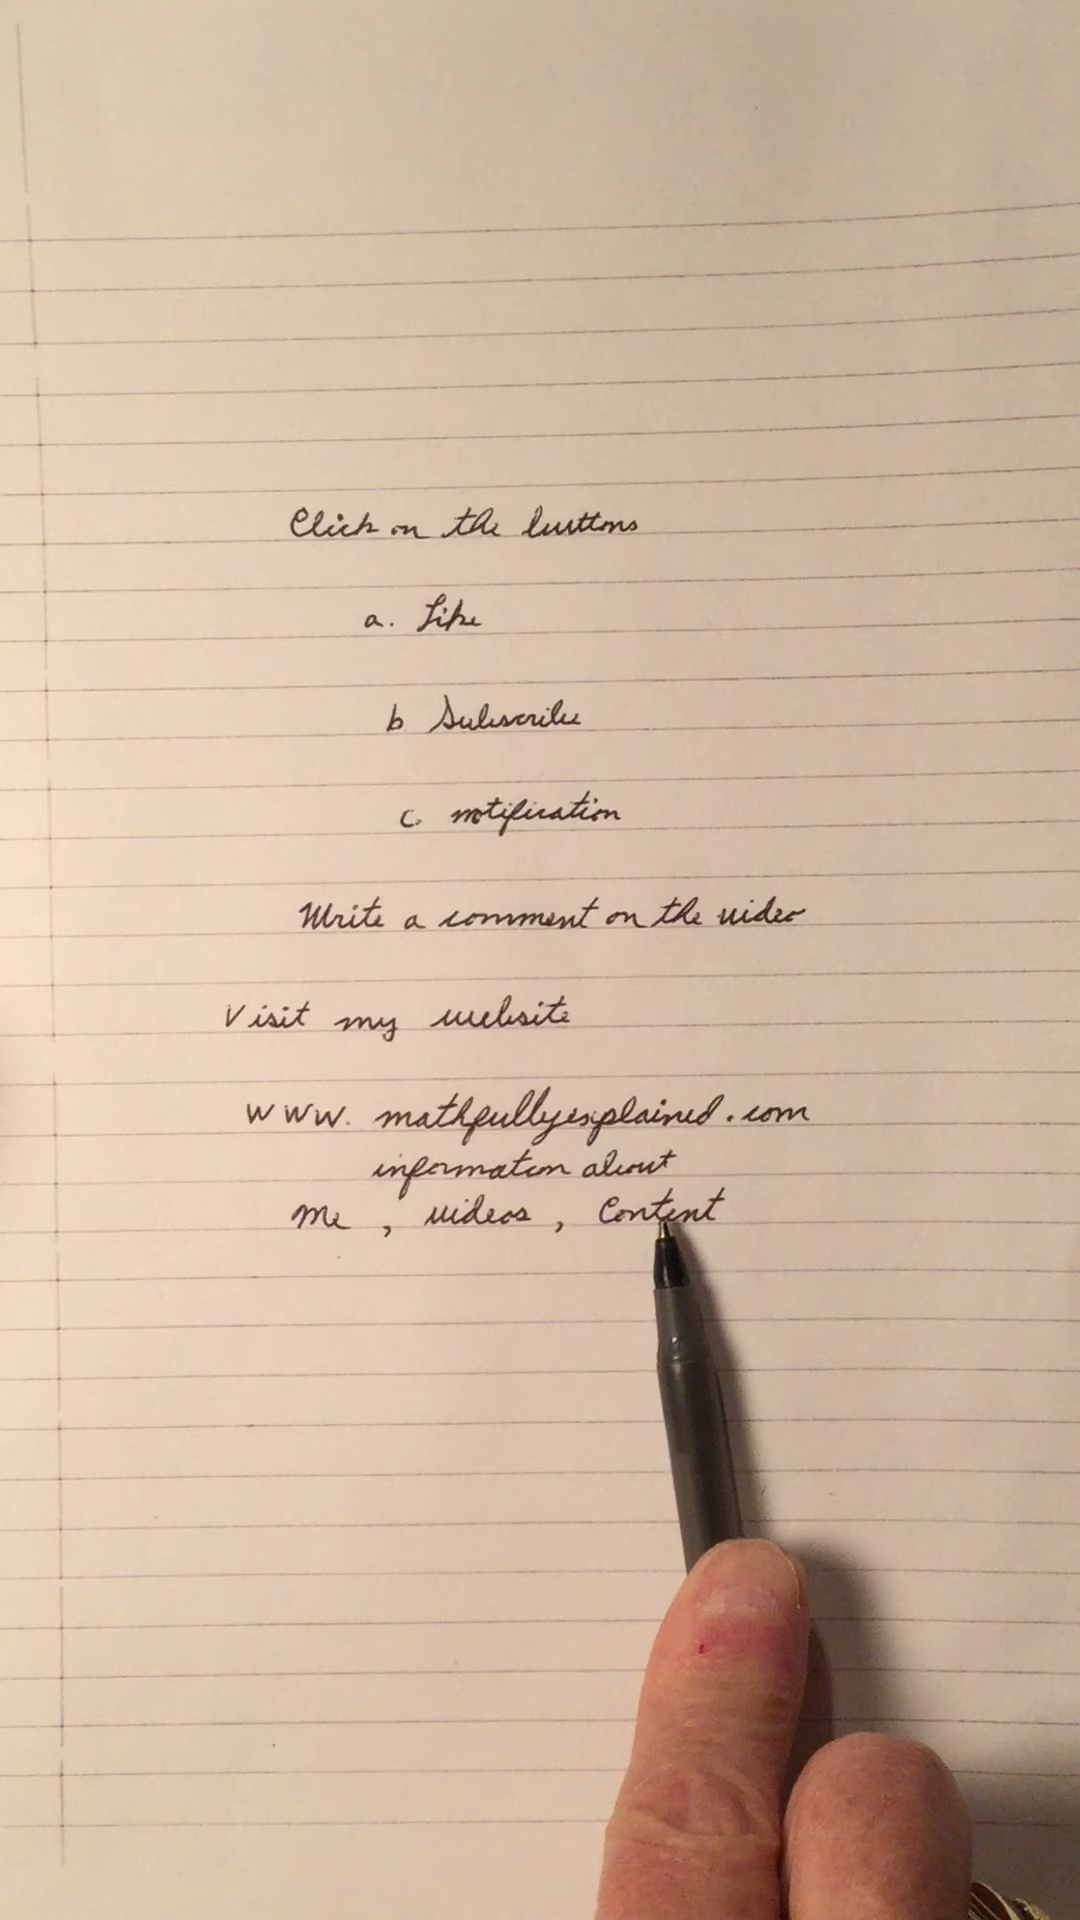 Click on the buttons
a. Like
b Subscribe
c. notification
Write a comment on the video
Visit my website
www.mathfullyexplained.com
information about
Me , videos , Content